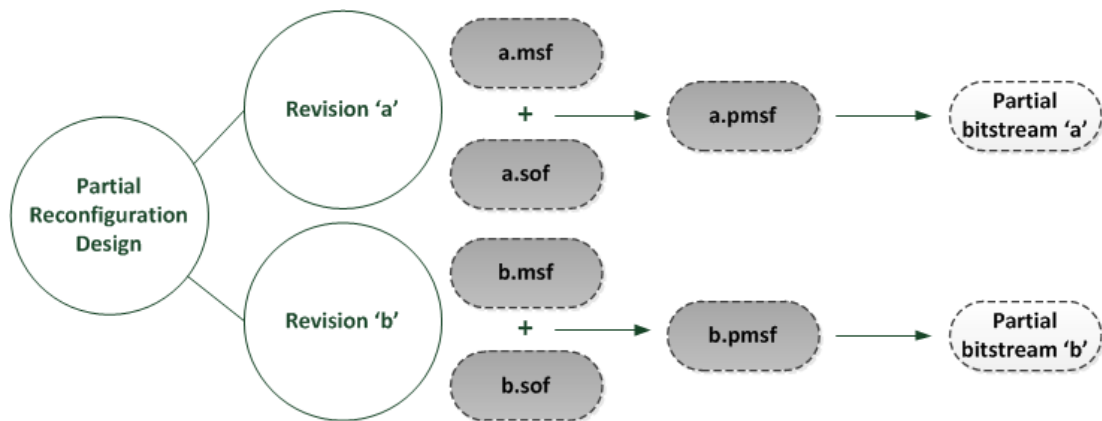 Partial
Reconfiguration
Design
Revision ‘a’
a.msf
+
a.sof
a.pmsf
Partial
bitstream ‘a’
Revision ‘b’
b.msf
+
b.sof
b.pmsf
Partial
bitstream ‘b’